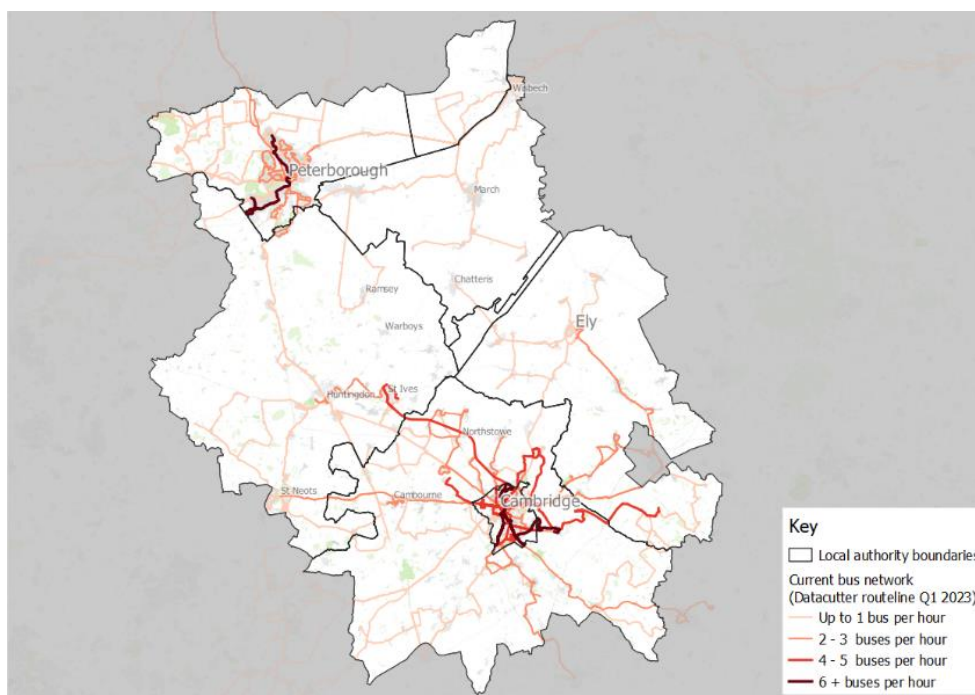 Wisbech
Peterborough
March
Chatteris
Ramsey
Ely
Warboys
Huntingdon
St Ives
Northstowe
St Neots
Cambourne
Cambridge
Key
Local authority boundaries
Current bus network
(Datacutter routeline Q1 2023)
Up to 1 bus per hour
2 - 3 buses per hour
4 - 5 buses per hour
6 + buses per hour